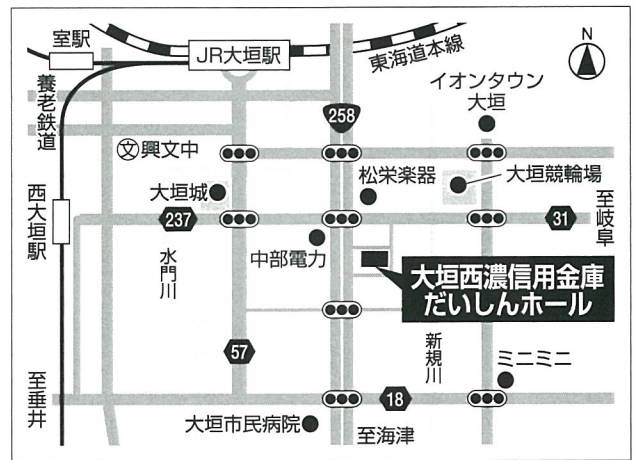 室駅
JR大垣駅
東海道本線
N
養老鉄道
イオンタウン
大垣
258
文
興文中
松栄楽器
大垣競輪場
大垣城
西大垣駅
237
31
至岐阜
水門川
中部電力
大垣西濃信用金庫
だいしんホール
新規川
57
ミニミニ
至垂井
18
大垣市民病院
至海津